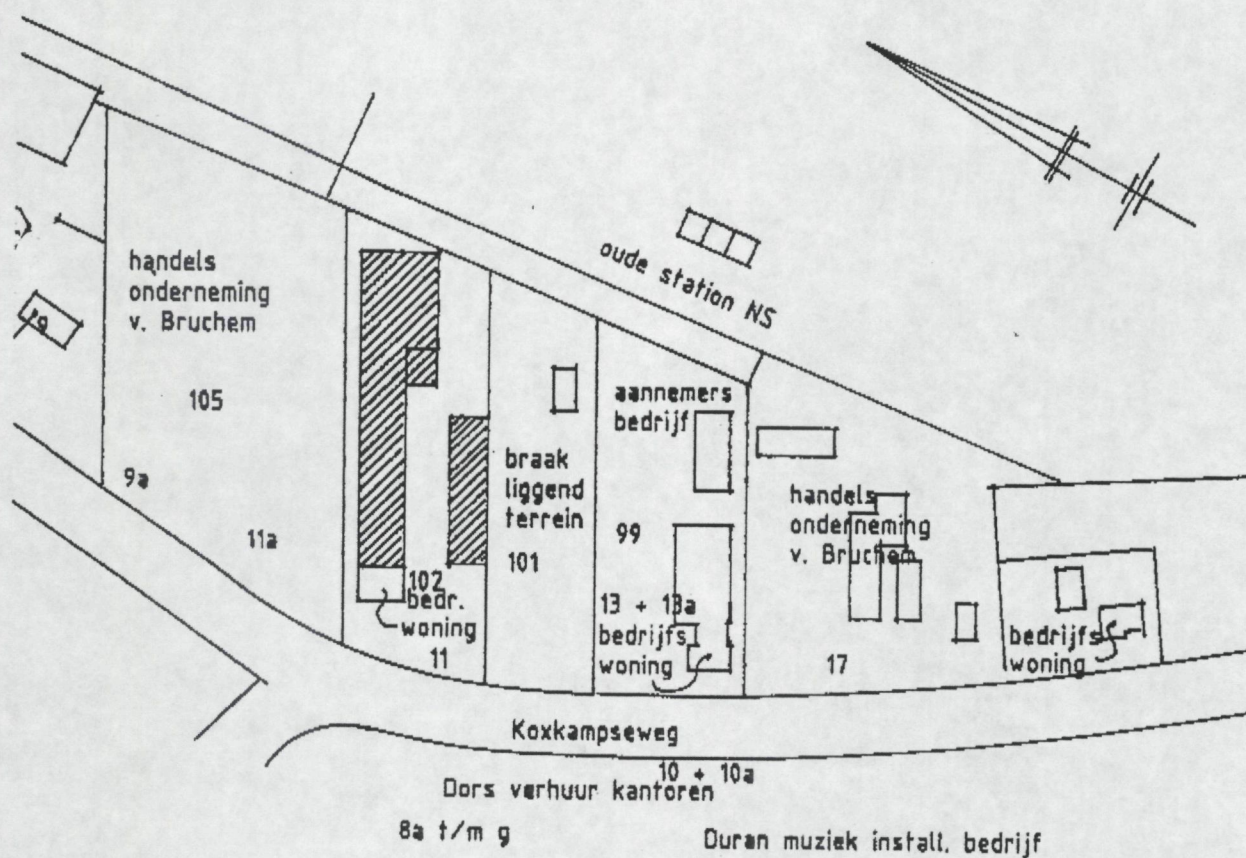 oude station NS
handels
onderneming
v. Bruchem
105
9a
11a
9
102
bedr.
woning
11
braak
liggend
terrein
101
aannemers
bedrijf
99
13 + 13a
bedrijfs
woning
handels
onderneming
v. Bruchem
17
bedrijfs
woning
Koxkampseweg
10 + 10a
Dors verhuur kantoren
8a t/m g
Duran muziek install. bedrijf